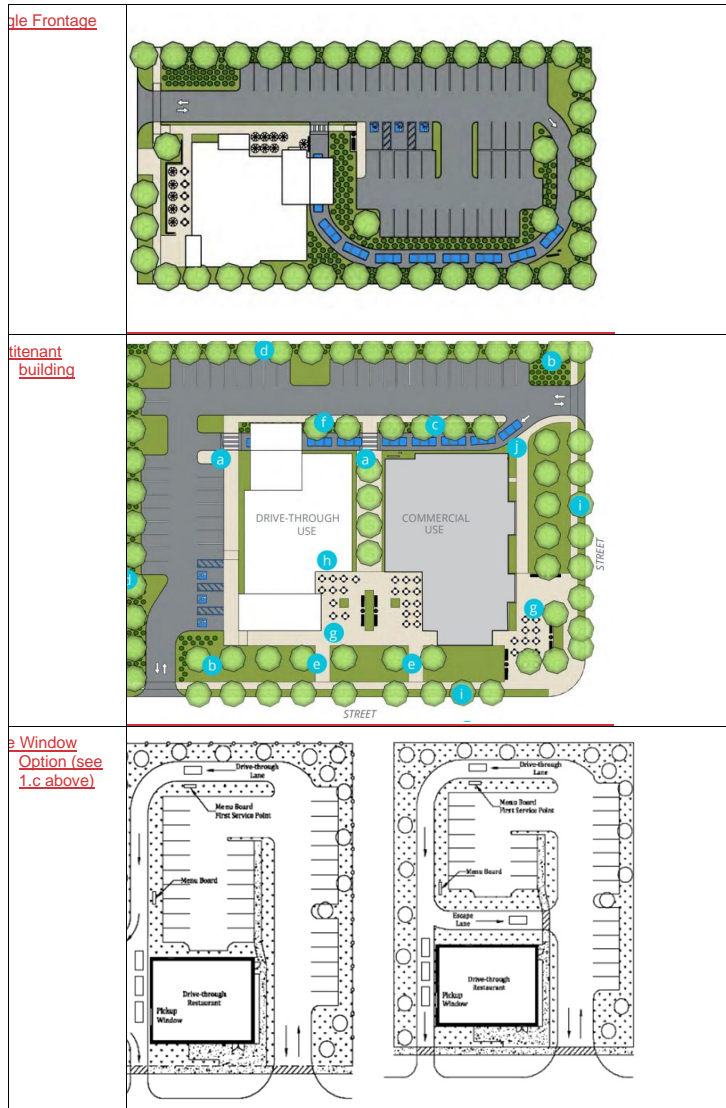 gle Frontage
titenant
building
d
b
f
c
a
a
j
DRIVE-THROUGH
USE
COMMERCIAL
USE
i
STREET
h
d
g
g
b
e
e
i
STREET
e Window
Option (see
1.c above)
Drive-through
Lane
Menu Board
First Service Point
Menu Board
Drive-through
Restaurant
Pickup
Window
Drive-through
Lane
Menu Board
First Service Point
Menu Board
Escape
Lane
Drive-through
Restaurant
Pickup
Window